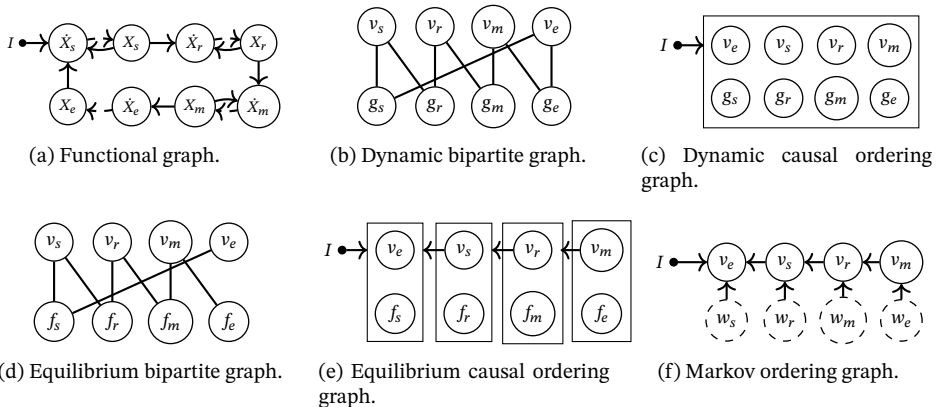 I Ẋs Xs Ẋr Xr
Xe Ẋe Xm Ẋm
(a) Functional graph.
vs vr vm ve
gs gr gm ge
(b) Dynamic bipartite graph.
I ve vs vr vm
gs gr gm ge
(c) Dynamic causal ordering
graph.
vs vr vm ve
fs fr fm fe
(d) Equilibrium bipartite graph.
I ve vs vr vm
fs fr fm fe
(e) Equilibrium causal ordering
graph.
I ve vs vr vm
ws wr wm we
(f) Markov ordering graph.